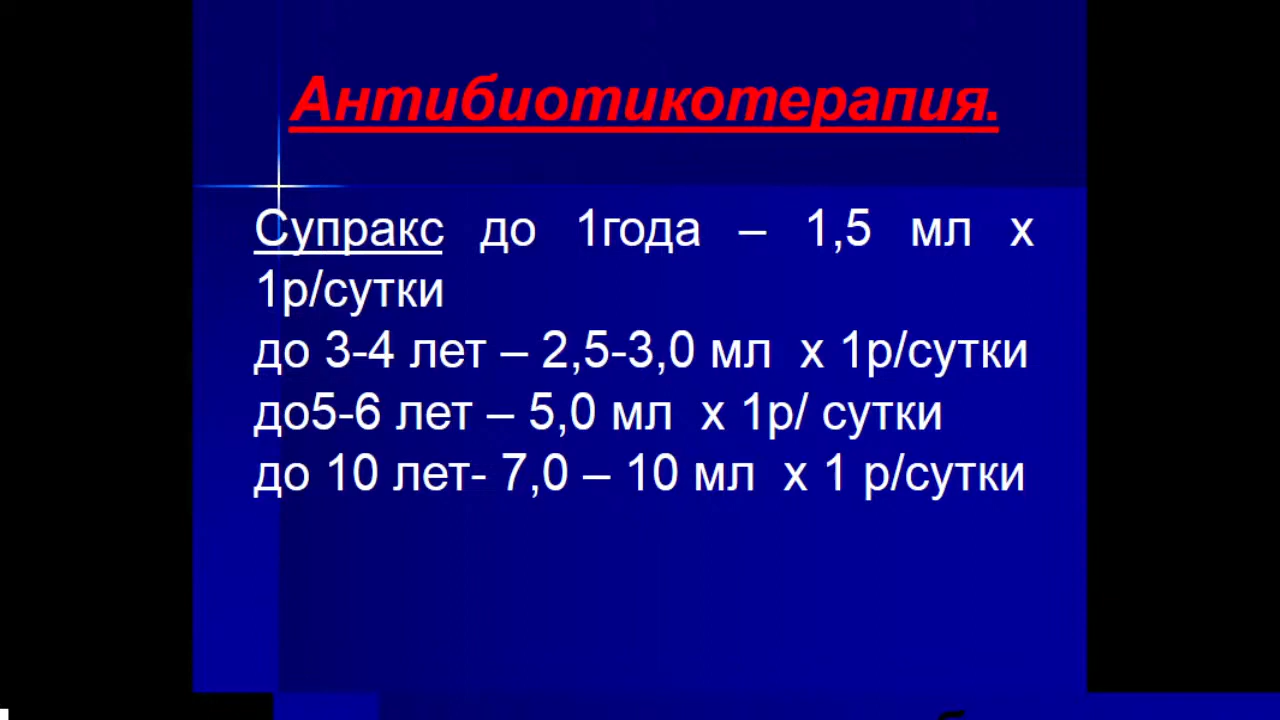 Антибиотикотерапия.
Супракс до 1года – 1,5 мл х
1р/сутки
до 3-4 лет – 2,5-3,0 мл х 1р/сутки
до5-6 лет – 5,0 мл х 1р/ сутки
до 10 лет- 7,0 – 10 мл х 1 р/сутки